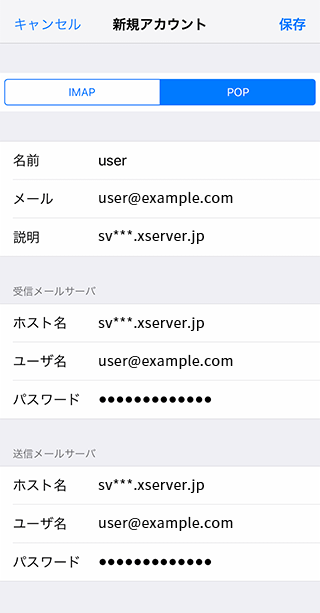 キャンセル 新規アカウント 保存
IMAP POP
名前 user
メール user@example.com
説明 sv***.xserver.jp
受信メールサーバ
ホスト名 sv***.xserver.jp
ユーザ名 user@example.com
パスワード ●●●●●●●●●●●●●
送信メールサーバ
ホスト名 sv***.xserver.jp
ユーザ名 user@example.com
パスワード ●●●●●●●●●●●●●